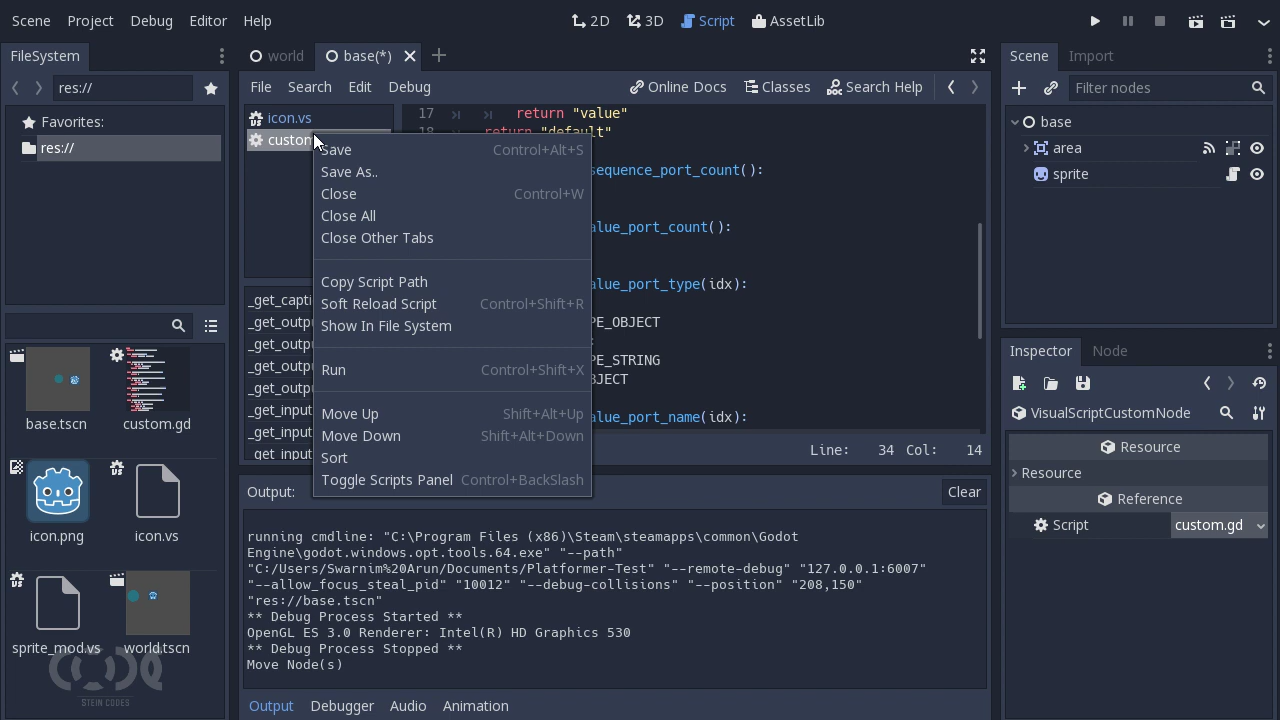 Scene Project Debug Editor Help
2D 3D Script AssetLib
FileSystem
res://
Favorites:
res://
base.tscn
custom.gd
icon.png
icon.vs
sprite_mod.vs
world.tscn
STEIN CODES
world base(*)
File Search Edit Debug
Online Docs Classes Search Help
icon.vs
custom
_get_capti
_get_outp
_get_outp
_get_outp
_get_outp
_get_input
_get_input
_get_input
17 return "value"
18 return "default"
sequence_port_count():
alue_port_count():
alue_port_type(idx):
PE_OBJECT
:
PE_STRING
BJECT
alue_port_name(idx):
Line: 34 Col: 14
Save Control+Alt+S
Save As..
Close Control+W
Close All
Close Other Tabs
Copy Script Path
Soft Reload Script Control+Shift+R
Show In File System
Run Control+Shift+X
Move Up Shift+Alt+Up
Move Down Shift+Alt+Down
Sort
Toggle Scripts Panel Control+BackSlash
Output:
Clear
running cmdline: "C:\Program Files (x86)\Steam\steamapps\common\Godot
Engine\godot.windows.opt.tools.64.exe" "--path"
"C:/Users/Swarnim%20Arun/Documents/Platformer-Test" "--remote-debug" "127.0.0.1:6007"
"--allow_focus_steal_pid" "10012" "--debug-collisions" "--position" "208,150"
"res://base.tscn"
** Debug Process Started **
OpenGL ES 3.0 Renderer: Intel(R) HD Graphics 530
** Debug Process Stopped **
Move Node(s)
Output Debugger Audio Animation
Scene Import
Filter nodes
base
area
sprite
Inspector Node
VisualScriptCustomNode
Resource
Resource
Reference
Script custom.gd